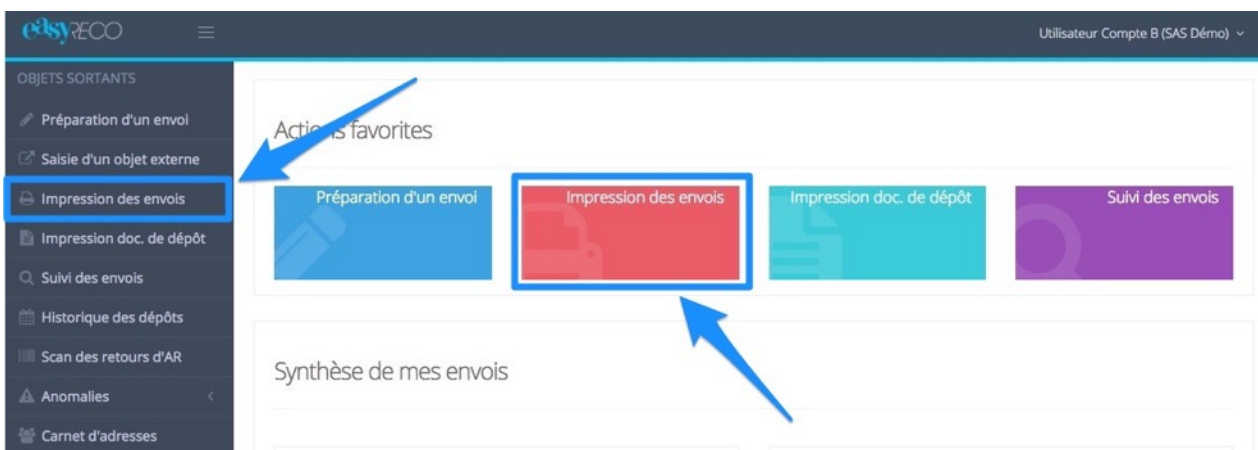 easyRECO
Utilisateur Compte B (SAS Démo)
OBJETS SORTANTS
Préparation d'un envoi
Saisie d'un objet externe
Impression des envois
Impression doc. de dépôt
Suivi des envois
Historique des dépôts
Scan des retours d'AR
Anomalies
Carnet d'adresses
Actions favorites
Préparation d'un envoi
Impression des envois
Impression doc. de dépôt
Suivi des envois
Synthèse de mes envois